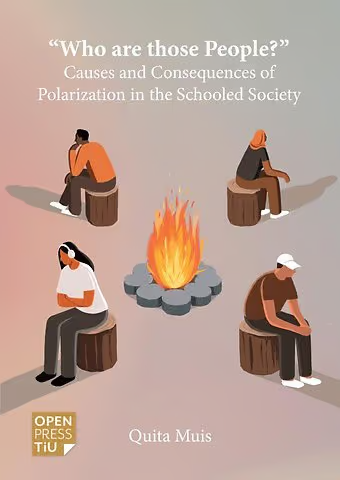 “Who are those People?”
Causes and Consequences of
Polarization in the Schooled Society
OPEN
PRESS
TiU
Quita Muis